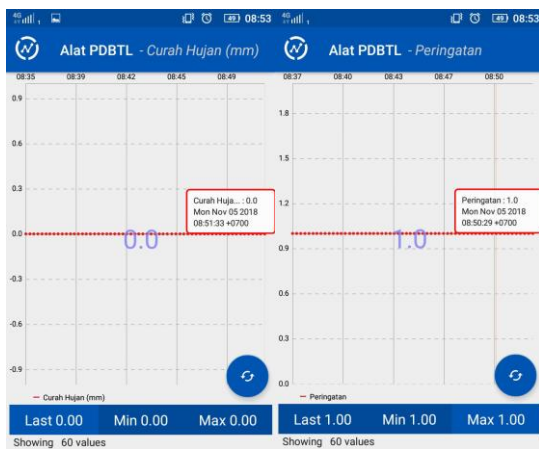 4G
49
08:53
Alat PDBTL - Curah Hujan (mm)
08:35 08:39 08:42 08:45 08:49
0.9
0.6
0.3
Curah Huja... : 0.0
Mon Nov 05 2018
08:51:33 +0700
0.0
0.0
-0.3
-0.6
-0.9
Curah Hujan (mm)
Last 0.00 Min 0.00 Max 0.00
Showing 60 values
4G
49
08:53
Alat PDBTL - Peringatan
08:37 08:40 08:43 08:47 08:50
1.8
1.5
1.2
Peringatan : 1.0
Mon Nov 05 2018
08:50:29 +0700
1.0
0.9
0.6
0.3
0.0
Peringatan
Last 1.00 Min 1.00 Max 1.00
Showing 60 values